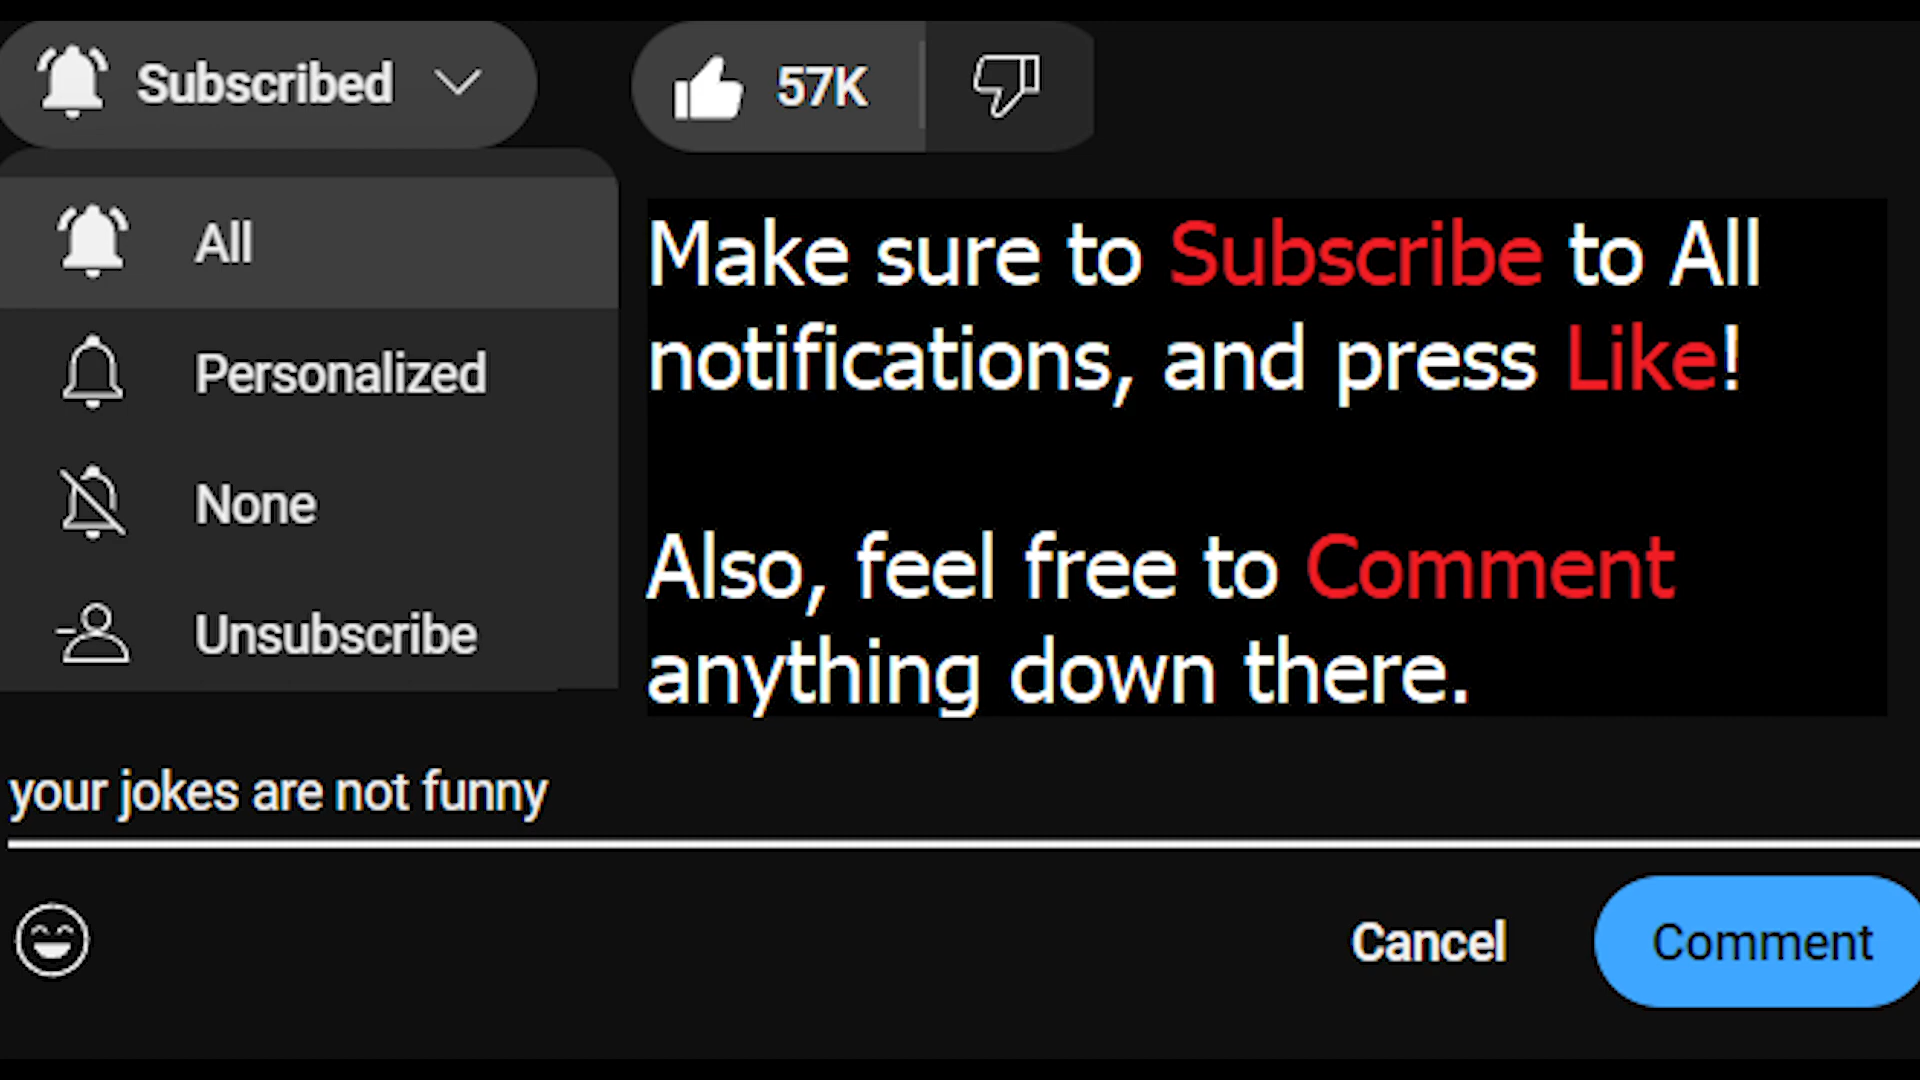 Subscribed
57K
All
Personalized
None
Unsubscribe
Make sure to Subscribe to All
notifications, and press Like!
Also, feel free to Comment
anything down there.
your jokes are not funny
Cancel
Comment